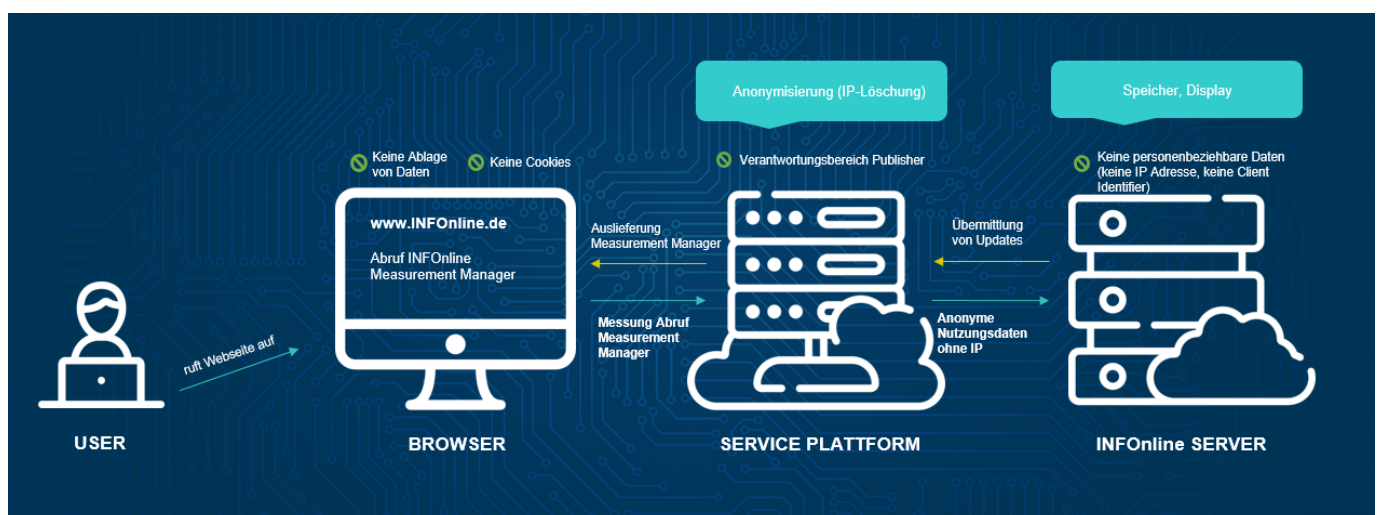 Anonymisierung (IP-Löschung)
Speicher, Display
Keine Ablage
von Daten
Keine Cookies
Verantwortungsbereich Publisher
Keine personenbeziehbare Daten
(keine IP Adresse, keine Client
Identifier)
www.INFOnline.de
Abruf INFOnline
Measurement Manager
Auslieferung
Measurement Manager
Übermittlung
von Updates
Messung Abruf
Measurement
Manager
Anonyme
Nutzungsdaten
ohne IP
ruft Webseite auf
USER
BROWSER
SERVICE PLATTFORM
INFOnline SERVER